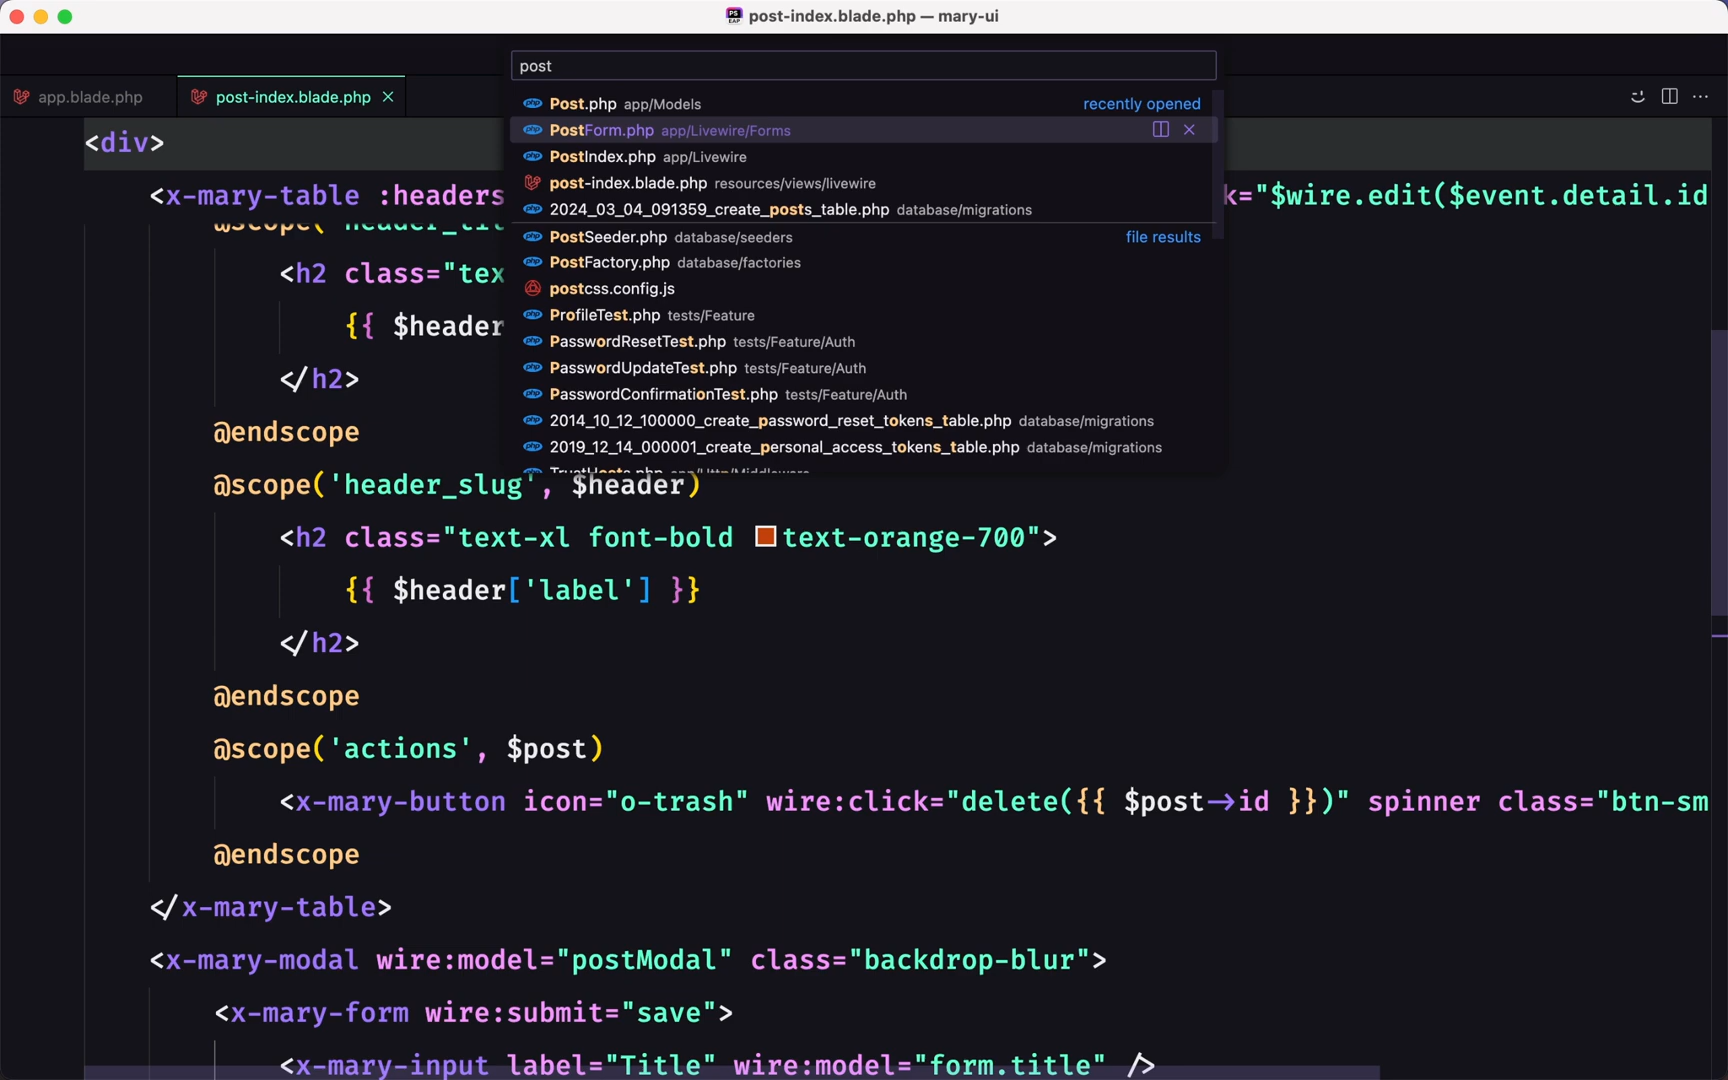 post-index.blade.php — mary-ui
post
app.blade.php
post-index.blade.php
Post.php app/Models recently opened
PostForm.php app/Livewire/Forms
PostIndex.php app/Livewire
post-index.blade.php resources/views/livewire
2024_03_04_091359_create_posts_table.php database/migrations
PostSeeder.php database/seeders file results
PostFactory.php database/factories
postcss.config.js
ProfileTest.php tests/Feature
PasswordResetTest.php tests/Feature/Auth
PasswordUpdateTest.php tests/Feature/Auth
PasswordConfirmationTest.php tests/Feature/Auth
2014_10_12_100000_create_password_reset_tokens_table.php database/migrations
2019_12_14_000001_create_personal_access_tokens_table.php database/migrations
TrustHosts.php app/Http/Middleware
<div>
<x-mary-table :headers k="$wire.edit($event.detail.id
@scope('header_tit
<h2 class="tex
{{ $header
</h2>
@endscope
@scope('header_slug', $header)
<h2 class="text-xl font-bold text-orange-700">
{{ $header['label'] }}
</h2>
@endscope
@scope('actions', $post)
<x-mary-button icon="o-trash" wire:click="delete({{ $post->id }})" spinner class="btn-sm
@endscope
</x-mary-table>
<x-mary-modal wire:model="postModal" class="backdrop-blur">
<x-mary-form wire:submit="save">
<x-mary-input label="Title" wire:model="form.title" />